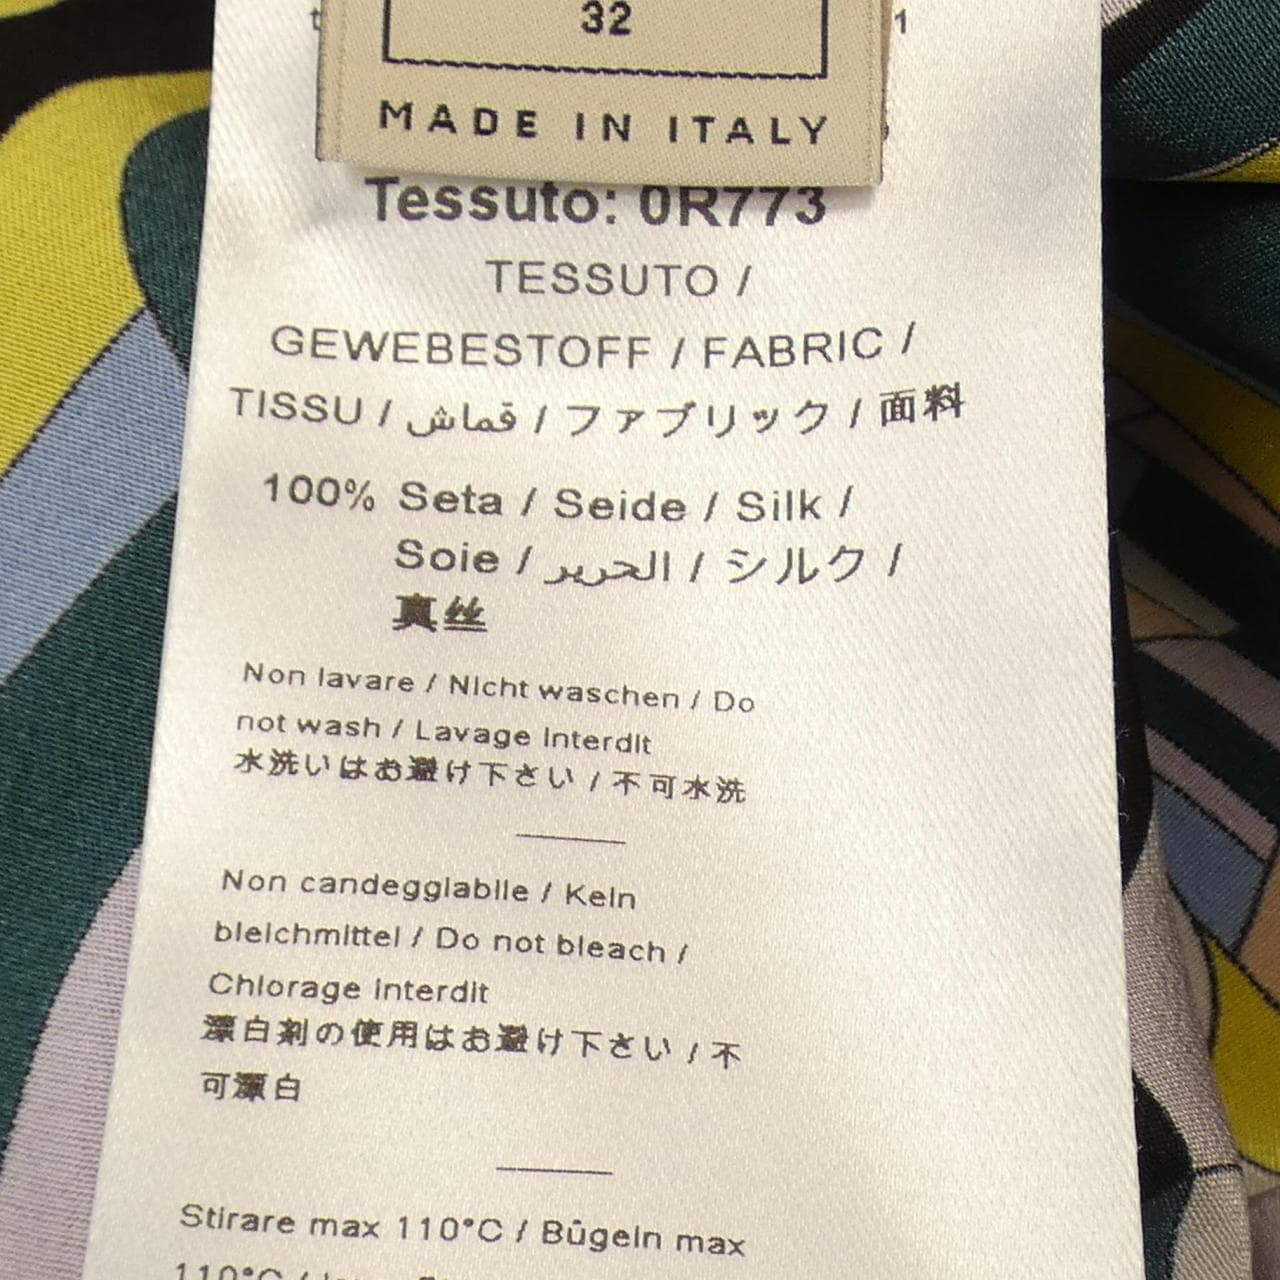 32
MADE IN ITALY
Tessuto: 0R773
TESSUTO /
GEWEBESTOFF / FABRIC /
TISSU / قماش / ファブリック / 面料
100% Seta / Seide / Silk /
Soie / الحرير / シルク /
真丝
Non lavare / Nicht waschen / Do
not wash / Lavage interdit
水洗いはお避け下さい / 不可水洗
Non candeggiabile / Kein
bleichmittel / Do not bleach /
Chlorage interdit
漂白剤の使用はお避け下さい / 不
可漂白
Stirare max 110°C / Bügeln max
110°C /